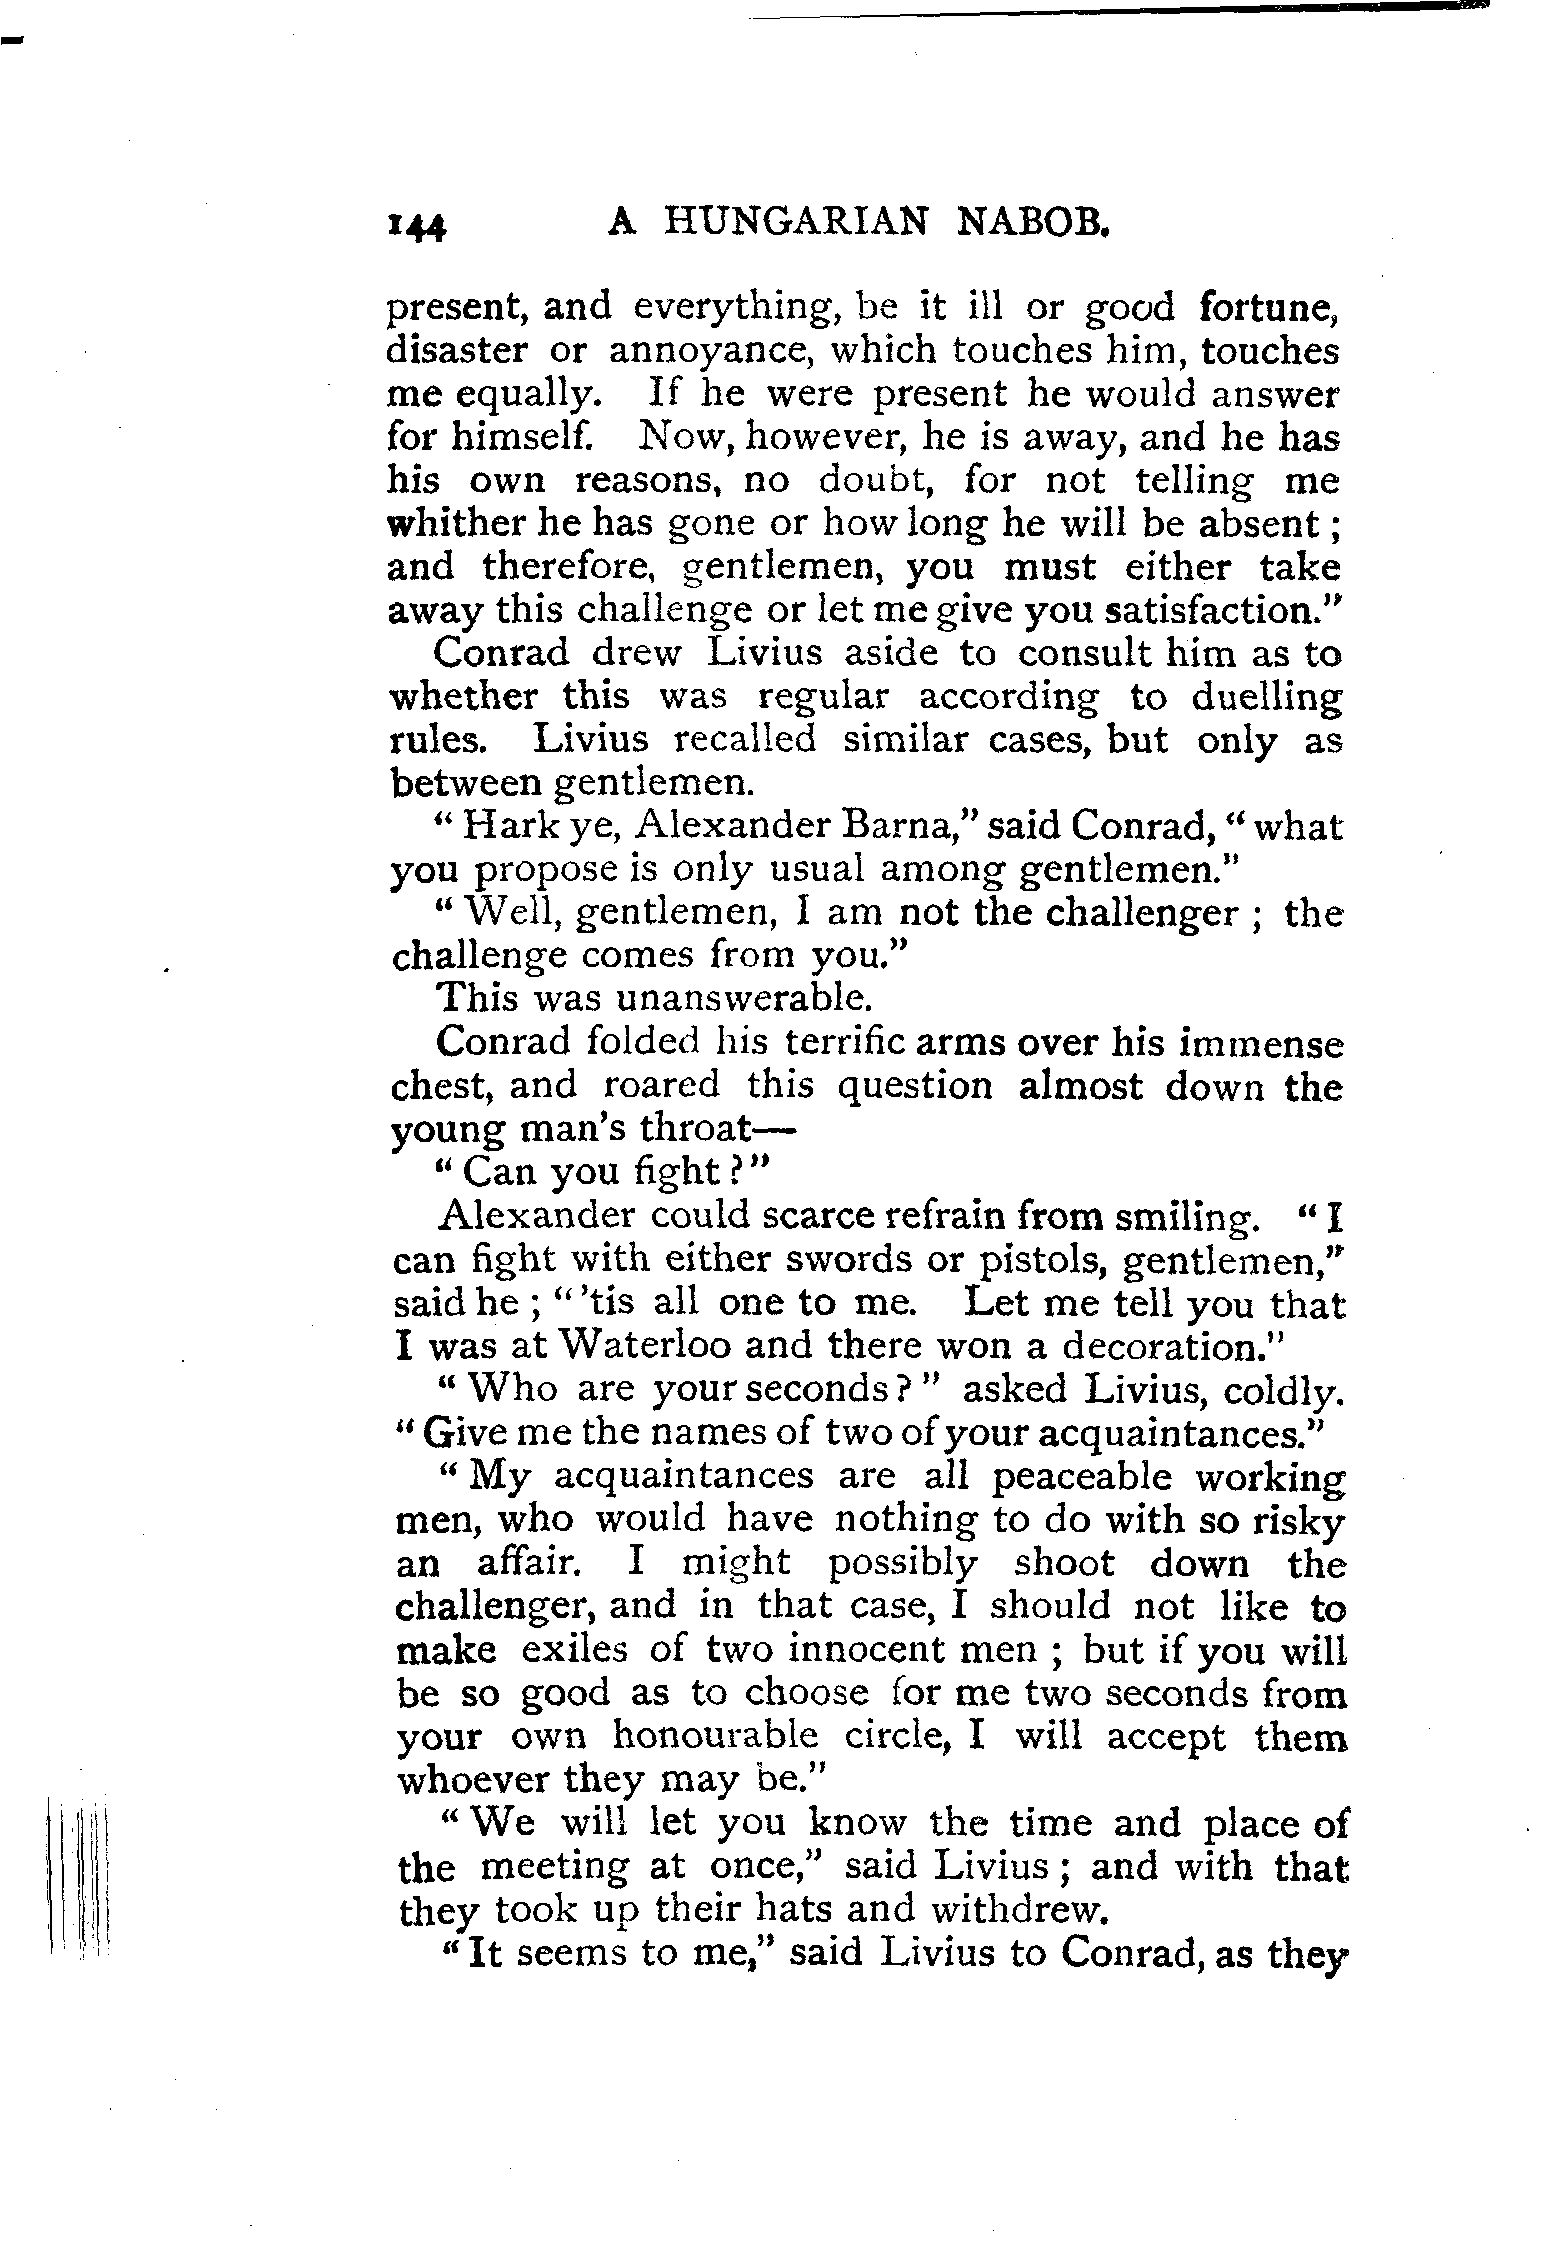 144 A HUNGARIAN NABOB.
present, and everything, be it ill or good fortune,
disaster or annoyance, which touches him, touches
me equally. If he were present he would answer
for himself. Now, however, he is away, and he has
his own reasons, no doubt, for not telling me
whither he has gone or how long he will be absent ;
and therefore, gentlemen, you must either take
away this challenge or let me give you satisfaction."
Conrad drew Livius aside to consult him as to
whether this was regular according to duelling
rules. Livius recalled similar cases, but only as
between gentlemen.
" Hark ye, Alexander Barna," said Conrad, " what
you propose is only usual among gentlemen."
" Well, gentlemen, I am not the challenger ; the
challenge comes from you."
This was unanswerable.
Conrad folded his terrific arms over his immense
chest, and roared this question almost down the
young man's throat—
" Can you fight ? "
Alexander could scarce refrain from smiling. " I
can fight with either swords or pistols, gentlemen,"
said he ; " 'tis all one to me. Let me tell you that
I was at Waterloo and there won a decoration."
" Who are your seconds ? " asked Livius, coldly.
" Give me the names of two of your acquaintances."
" My acquaintances are all peaceable working
men, who would have nothing to do with so risky
an affair. I might possibly shoot down the
challenger, and in that case, I should not like to
make exiles of two innocent men ; but if you will
be so good as to choose for me two seconds from
your own honourable circle, I will accept them
whoever they may be."
" We will let you know the time and place of
the meeting at once," said Livius ; and with that
they took up their hats and withdrew.
" It seems to me," said Livius to Conrad, as they